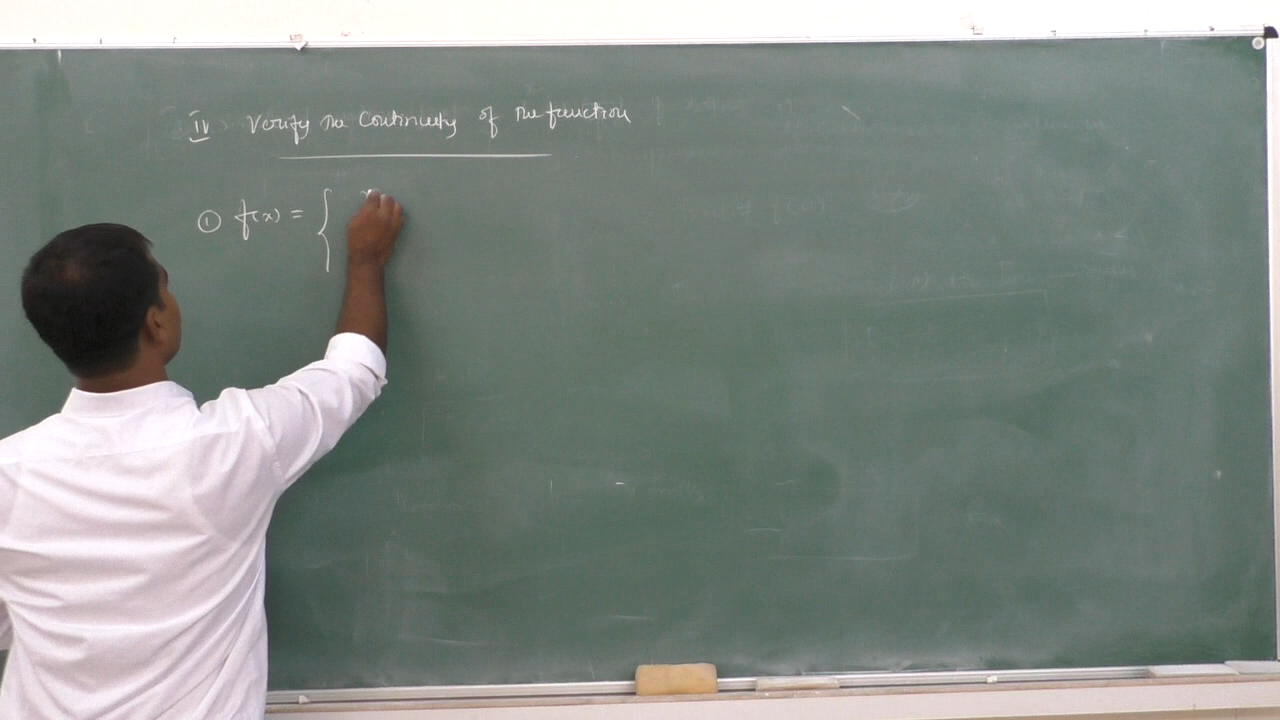 IV Verify the Continuity of the function
① f(x) = { x